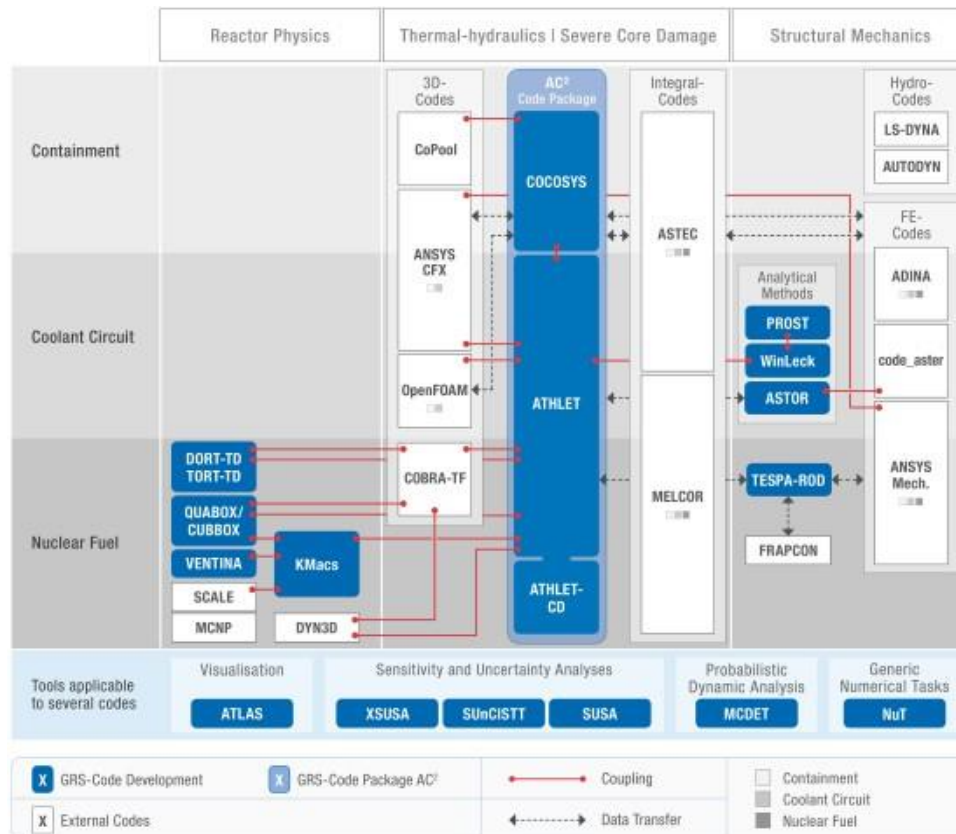 Reactor Physics
Thermal-hydraulics | Severe Core Damage
Structural Mechanics
Containment
Coolant Circuit
Nuclear Fuel
3D-
Codes
CoPool
ANSYS
CFX
OpenFOAM
COBRA-TF
AC²
Code Package
COCOSYS
ATHLET
ATHLET-
CD
Integral-
Codes
ASTEC
MELCOR
Hydro-
Codes
LS-DYNA
AUTODYN
FE-
Codes
ADINA
code_aster
ANSYS
Mech.
Analytical
Methods
PROST
WinLeck
ASTOR
TESPA-ROD
FRAPCON
DORT-TD
TORT-TD
QUABOX/
CUBBOX
VENTINA
KMacs
SCALE
MCNP
DYN3D
Tools applicable
to several codes
Visualisation
ATLAS
Sensitivity and Uncertainty Analyses
XSUSA
SUnCISTT
SUSA
Probabilistic
Dynamic Analysis
MCDET
Generic
Numerical Tasks
NuT
X GRS-Code Development
X GRS-Code Package AC²
X External Codes
Coupling
Data Transfer
Containment
Coolant Circuit
Nuclear Fuel